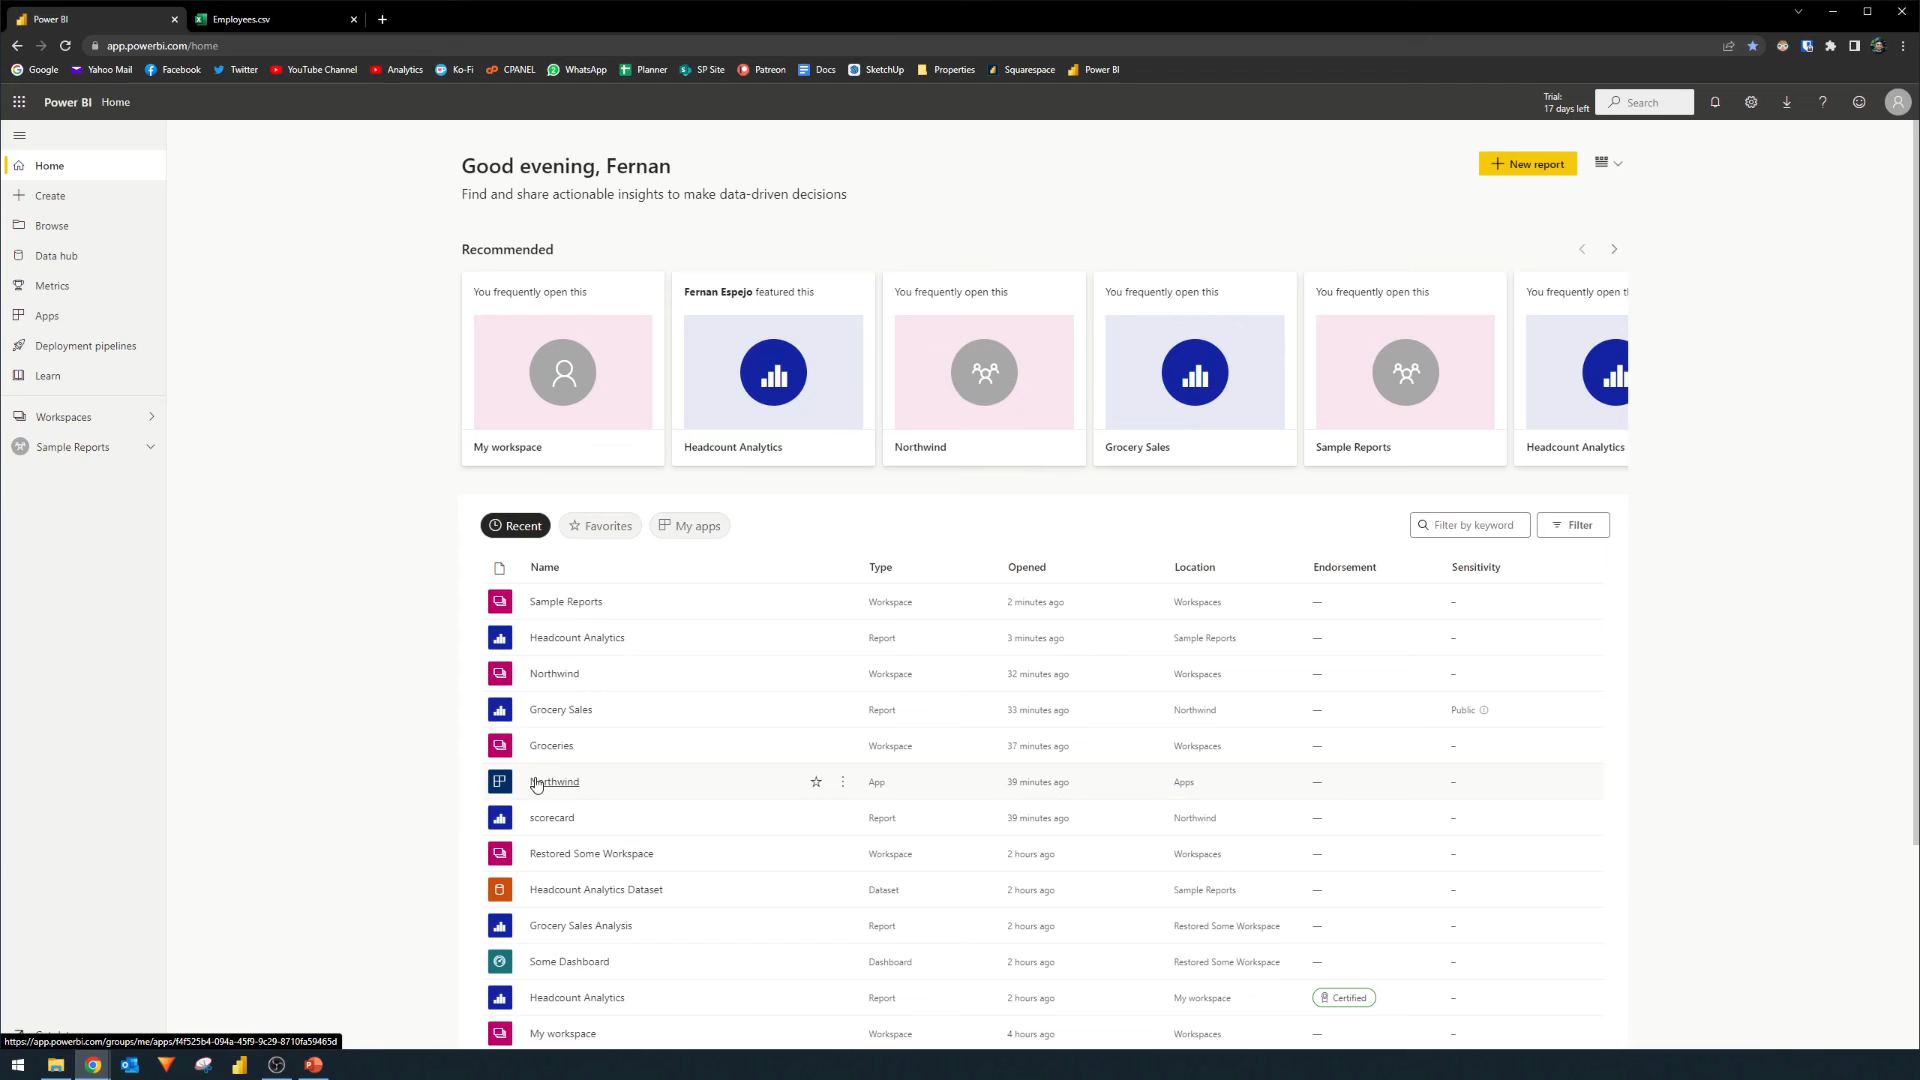 Power BI
Employees.csv
app.powerbi.com/home
Google Yahoo Mail Facebook Twitter YouTube Channel Analytics Ko-Fi CPANEL WhatsApp Planner SP Site Patreon Docs SketchUp Properties Squarespace Power BI
Power BI Home
Trial:
17 days left
Search
Home
Create
Browse
Data hub
Metrics
Apps
Deployment pipelines
Learn
Workspaces
Sample Reports
Good evening, Fernan
Find and share actionable insights to make data-driven decisions
New report
Recommended
You frequently open this
My workspace
Fernan Espejo featured this
Headcount Analytics
You frequently open this
Northwind
You frequently open this
Grocery Sales
You frequently open this
Sample Reports
You frequently open
Headcount Analytics
Recent Favorites My apps
Filter by keyword Filter
Name Type Opened Location Endorsement Sensitivity
Sample Reports Workspace 2 minutes ago Workspaces — –
Headcount Analytics Report 3 minutes ago Sample Reports — –
Northwind Workspace 32 minutes ago Workspaces — –
Grocery Sales Report 33 minutes ago Northwind — Public
Groceries Workspace 37 minutes ago Workspaces — –
Northwind App 39 minutes ago Apps — –
scorecard Report 39 minutes ago Northwind — –
Restored Some Workspace Workspace 2 hours ago Workspaces — –
Headcount Analytics Dataset Dataset 2 hours ago Sample Reports — –
Grocery Sales Analysis Report 2 hours ago Restored Some Workspace — –
Some Dashboard Dashboard 2 hours ago Restored Some Workspace — –
Headcount Analytics Report 2 hours ago My workspace Certified –
My workspace Workspace 4 hours ago Workspaces — –
https://app.powerbi.com/groups/me/apps/f4f525b4-094a-45f9-9c29-8710fa59465d